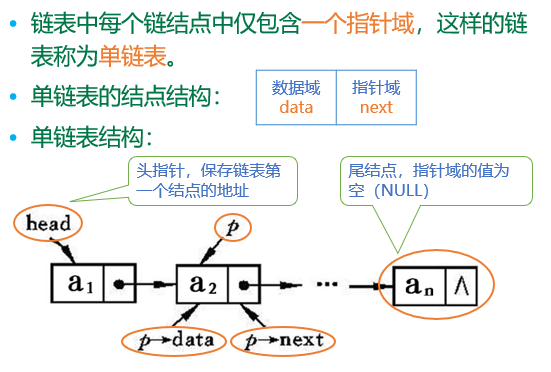 • 链表中每个链结点中仅包含一个指针域，这样的链
表称为单链表。
• 单链表的结点结构：
数据域 指针域
data next
• 单链表结构：
头指针，保存链表第
一个结点的地址
尾结点，指针域的值为
空（NULL）
head p
a1 a2 ··· an ∧
p→data p→next